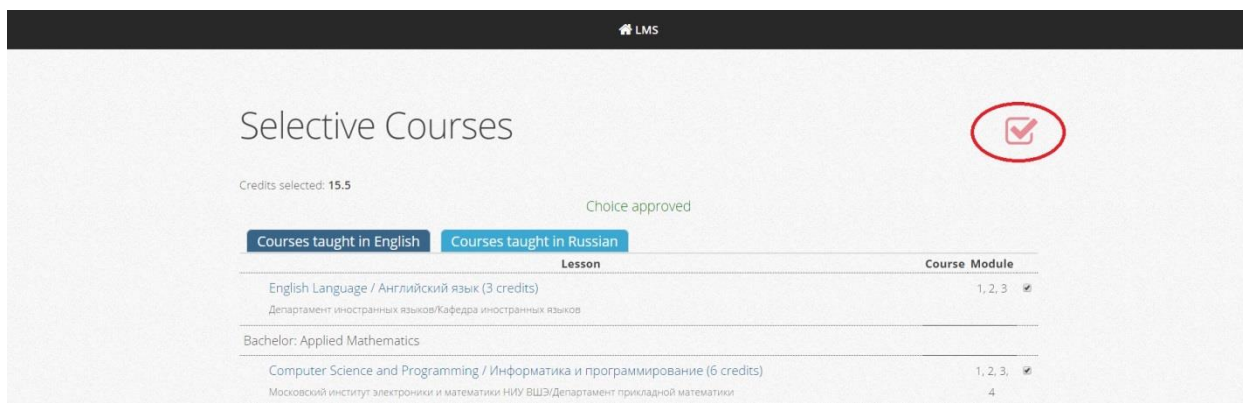 LMS
Selective Courses
Credits selected: 15.5
Choice approved
Courses taught in English Courses taught in Russian
Lesson Course Module
English Language / Английский язык (3 credits) 1, 2, 3
Департамент иностранных языков/Кафедра иностранных языков
Bachelor: Applied Mathematics
Computer Science and Programming / Информатика и программирование (6 credits) 1, 2, 3,
Московский институт электроники и математики НИУ ВШЭ/Департамент прикладной математики 4